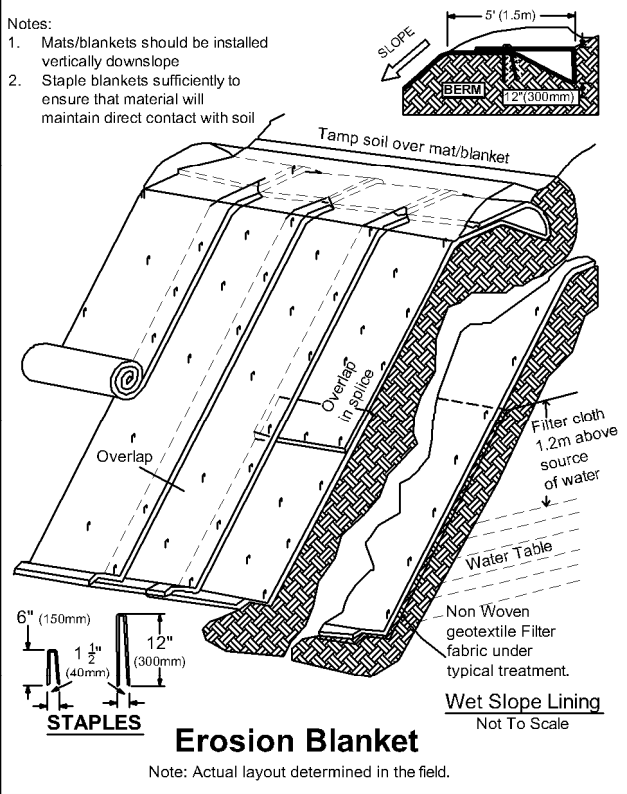 Notes:
1. Mats/blankets should be installed
vertically downslope
2. Staple blankets sufficiently to
ensure that material will
maintain direct contact with soil
5' (1.5m)
SLOPE
BERM
12"(300mm)
Tamp soil over mat/blanket
Overlap
in splice
Overlap
Filter cloth
1.2m above
source
of water
Water Table
Non Woven
geotextile Filter
fabric under
typical treatment.
Wet Slope Lining
Not To Scale
6" (150mm)
1 1/2"
(40mm)
12"
(300mm)
STAPLES
Erosion Blanket
Note: Actual layout determined in the field.